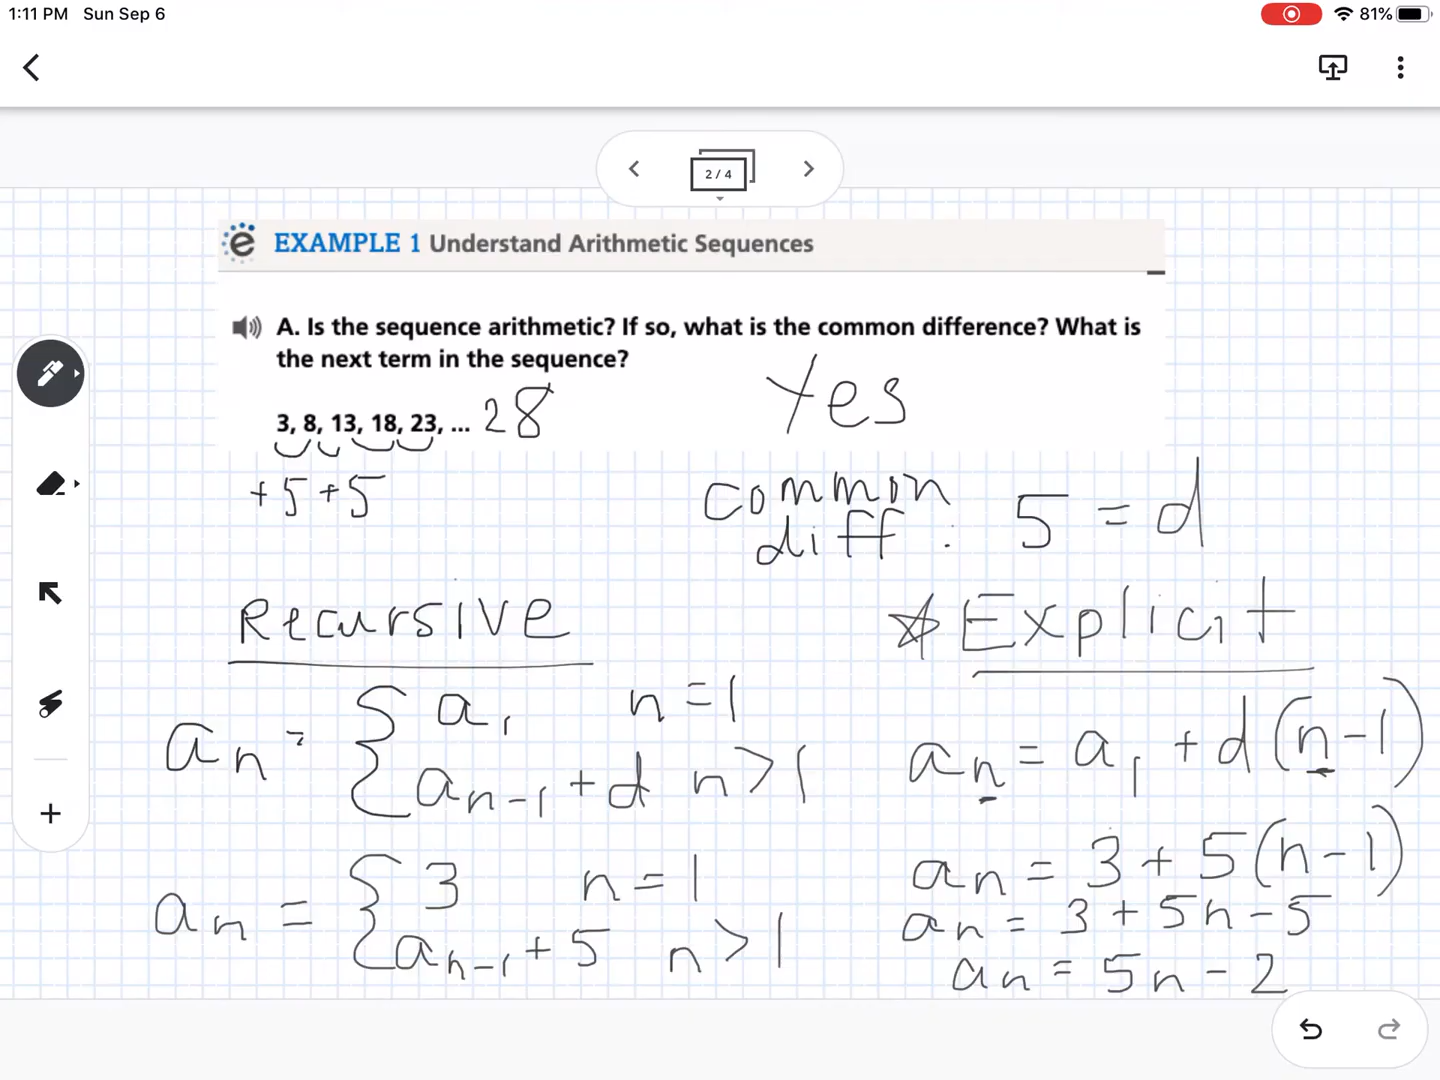 1:11 PM Sun Sep 6 81%
2 / 4
e EXAMPLE 1 Understand Arithmetic Sequences
A. Is the sequence arithmetic? If so, what is the common difference? What is
the next term in the sequence?
Yes
3, 8, 13, 18, 23, ... 28
+5 +5
common
diff : 5 = d
Recursive
☆ Explicit
aₙ = { a₁ n = 1
aₙ₋₁ + d n > 1
aₙ = a₁ + d(n-1)
aₙ = { 3 n = 1
aₙ₋₁ + 5 n > 1
aₙ = 3 + 5(n-1)
aₙ = 3 + 5n - 5
aₙ = 5n - 2